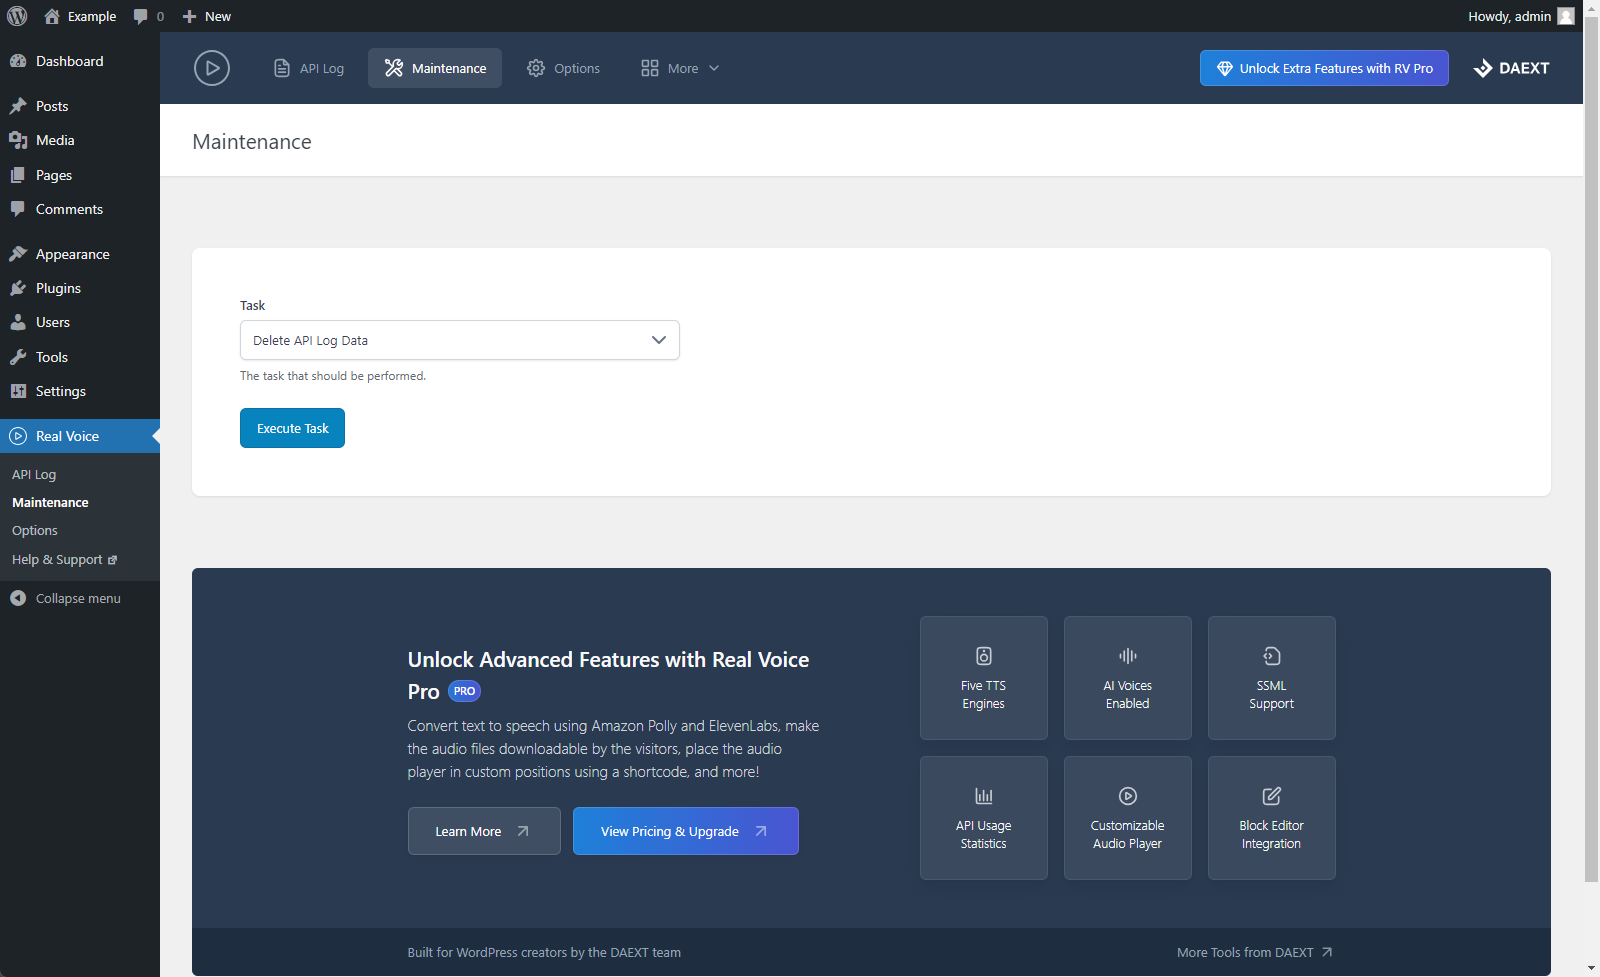 Example
0
New
Howdy, admin
Dashboard
Posts
Media
Pages
Comments
Appearance
Plugins
Users
Tools
Settings
Real Voice
API Log
Maintenance
Options
Help & Support
Collapse menu
API Log
Maintenance
Options
More
Unlock Extra Features with RV Pro
DAEXT
Maintenance
Task
Delete API Log Data
The task that should be performed.
Execute Task
Unlock Advanced Features with Real Voice
Pro PRO
Convert text to speech using Amazon Polly and ElevenLabs, make
the audio files downloadable by the visitors, place the audio
player in custom positions using a shortcode, and more!
Learn More
View Pricing & Upgrade
Five TTS
Engines
AI Voices
Enabled
SSML
Support
API Usage
Statistics
Customizable
Audio Player
Block Editor
Integration
Built for WordPress creators by the DAEXT team
More Tools from DAEXT